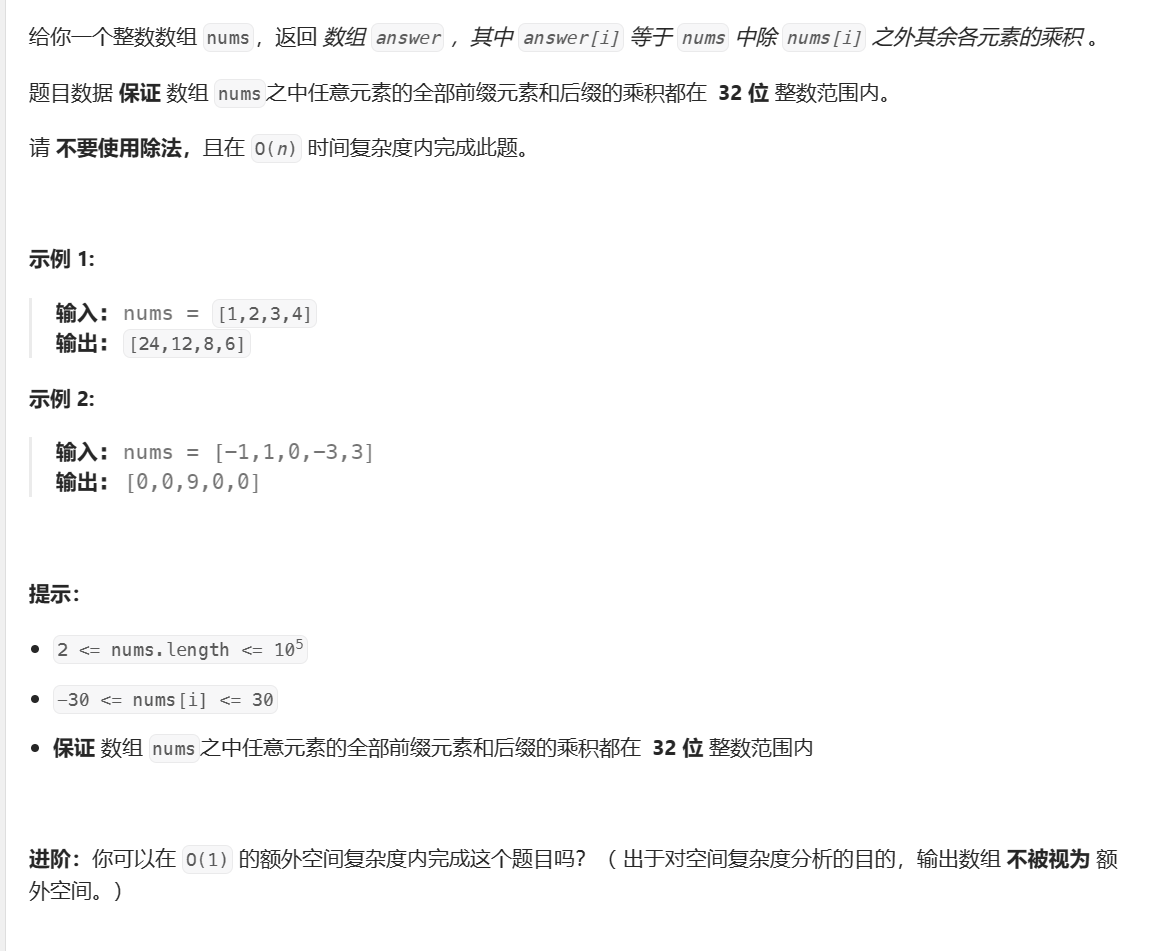 给你一个整数数组 nums，返回 数组 answer ，其中 answer[i] 等于 nums 中除 nums[i] 之外其余各元素的乘积 。
题目数据 保证 数组 nums之中任意元素的全部前缀元素和后缀的乘积都在 32 位 整数范围内。
请 不要使用除法，且在 O(n) 时间复杂度内完成此题。
示例 1:
输入: nums = [1,2,3,4]
输出: [24,12,8,6]
示例 2:
输入: nums = [-1,1,0,-3,3]
输出: [0,0,9,0,0]
提示：
• 2 <= nums.length <= 10⁵
• -30 <= nums[i] <= 30
• 保证 数组 nums之中任意元素的全部前缀元素和后缀的乘积都在 32 位 整数范围内
进阶：你可以在 O(1) 的额外空间复杂度内完成这个题目吗？（ 出于对空间复杂度分析的目的，输出数组 不被视为 额
外空间。）